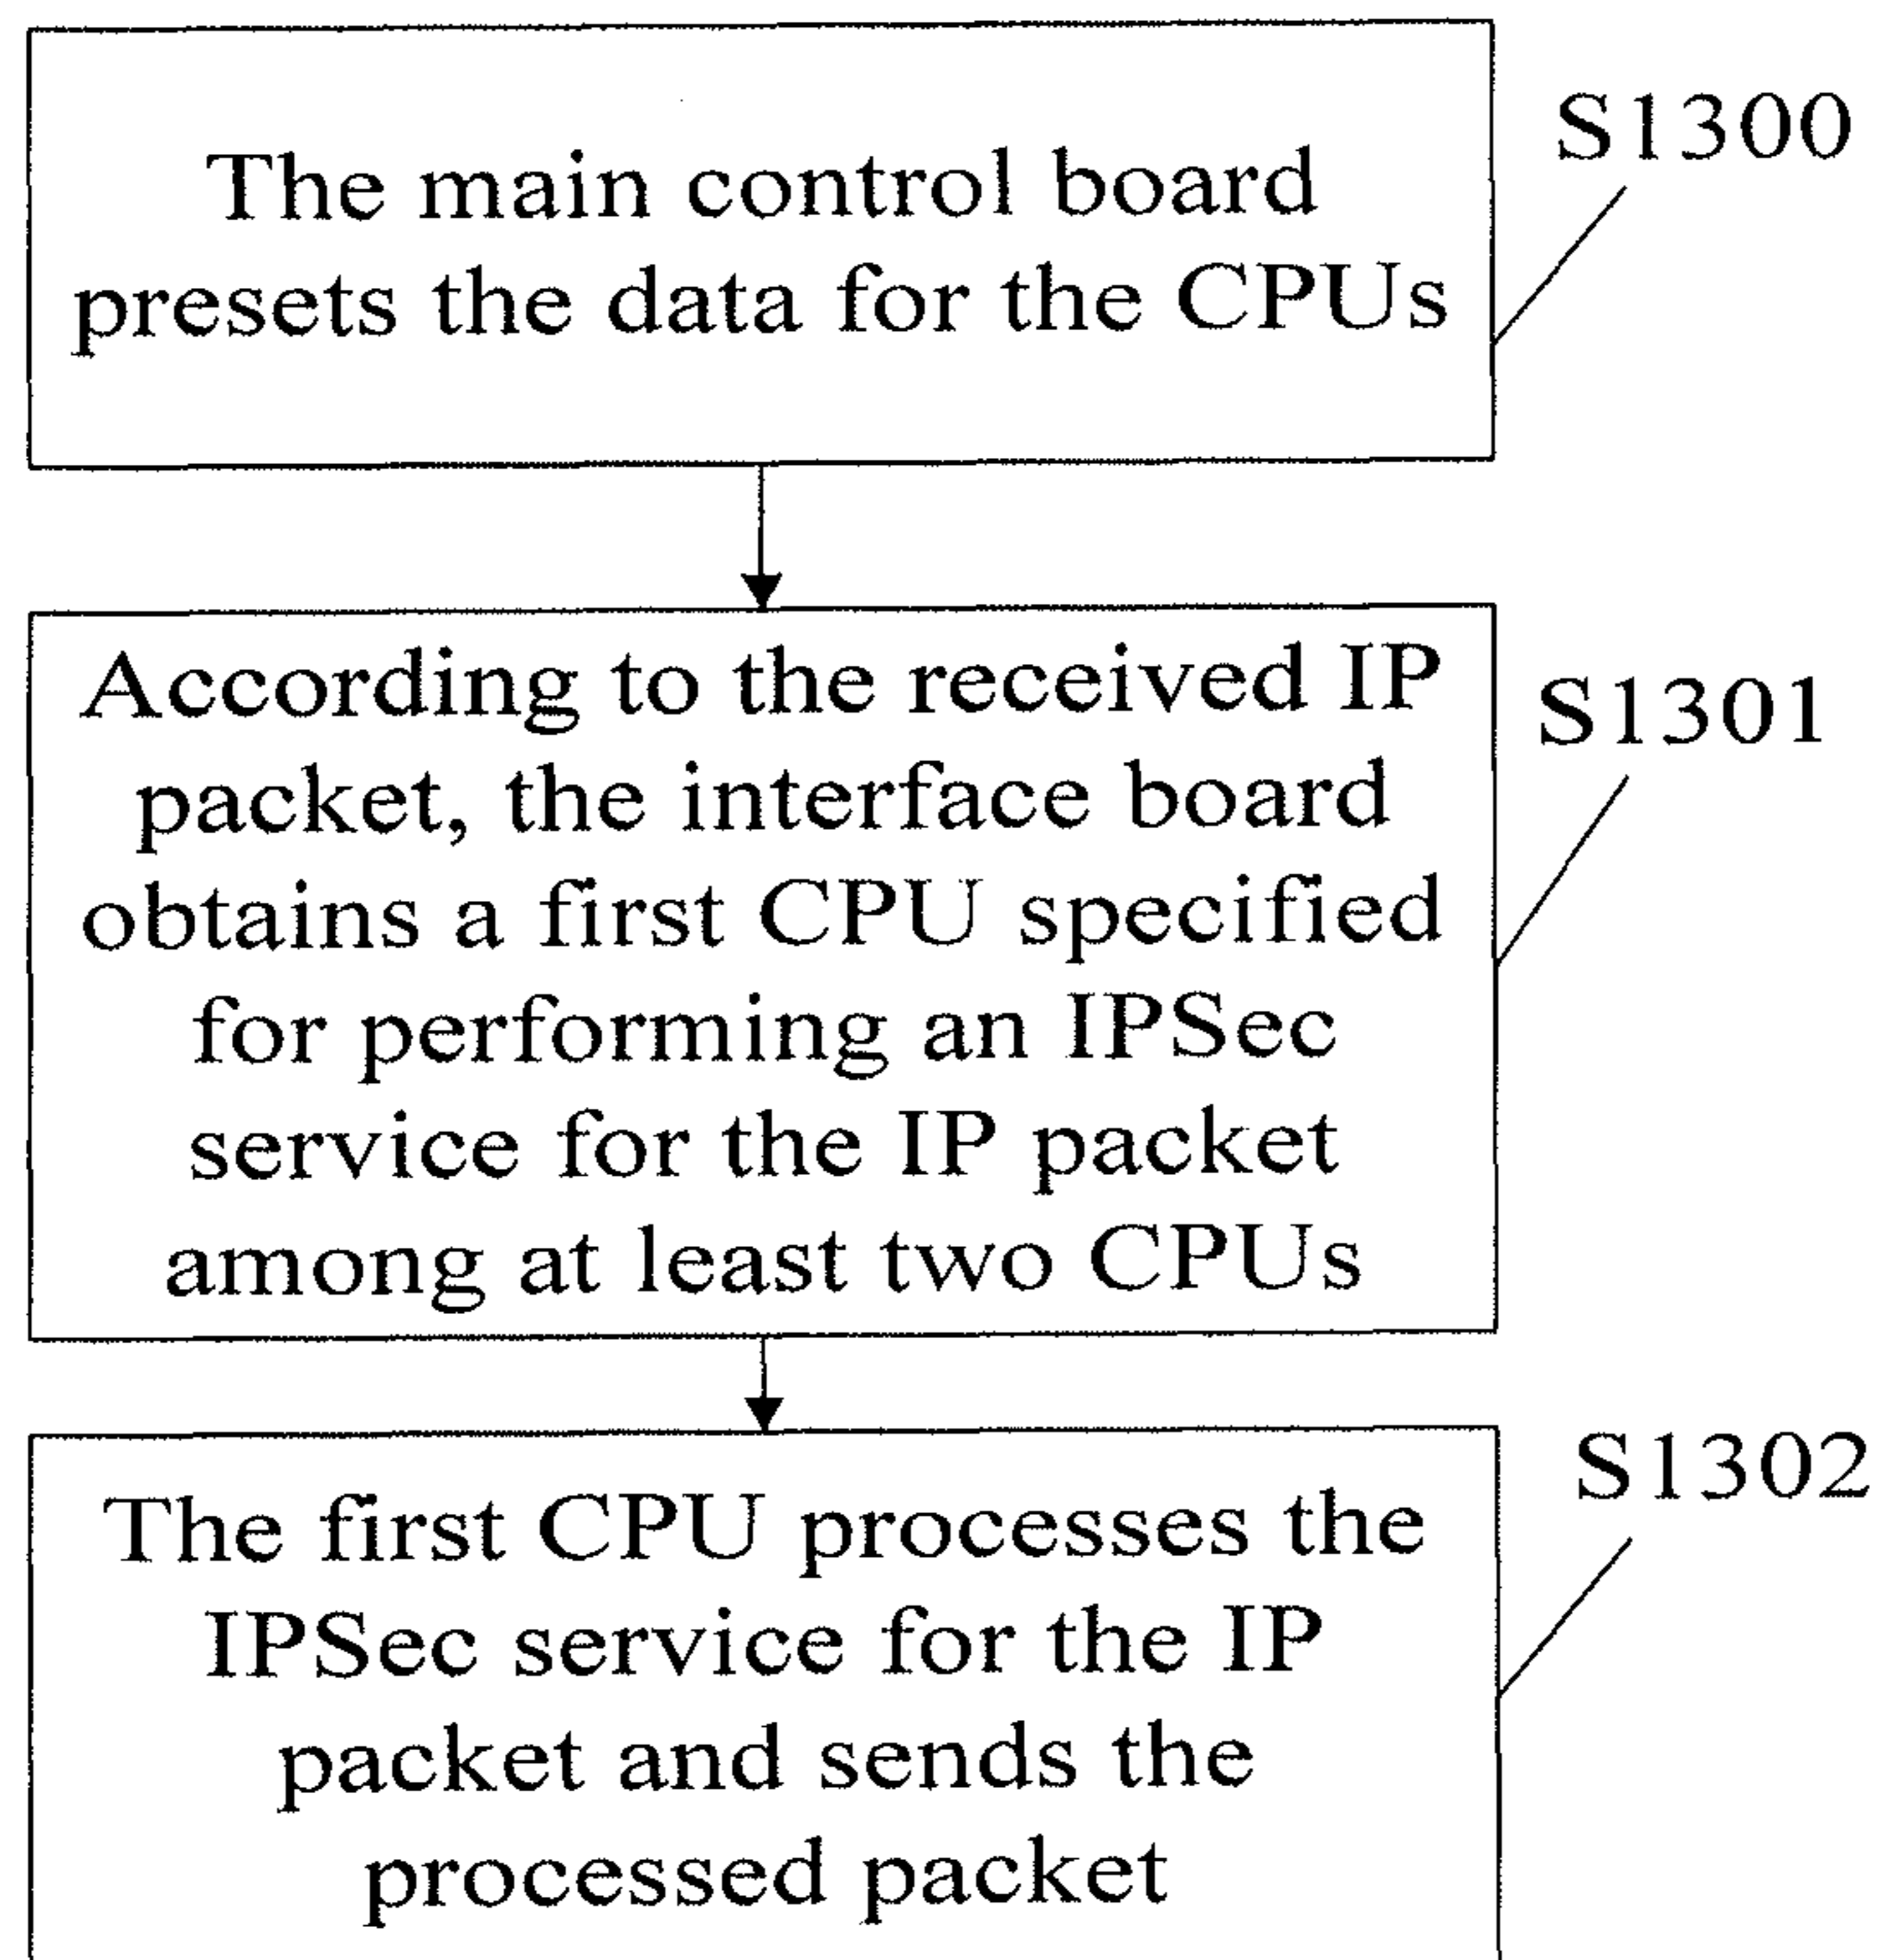 The main control board
presets the data for the CPUs
S1300
According to the received IP
packet, the interface board
obtains a first CPU specified
for performing an IPSec
service for the IP packet
among at least two CPUs
S1301
The first CPU processes the
IPSec service for the IP
packet and sends the
processed packet
S1302